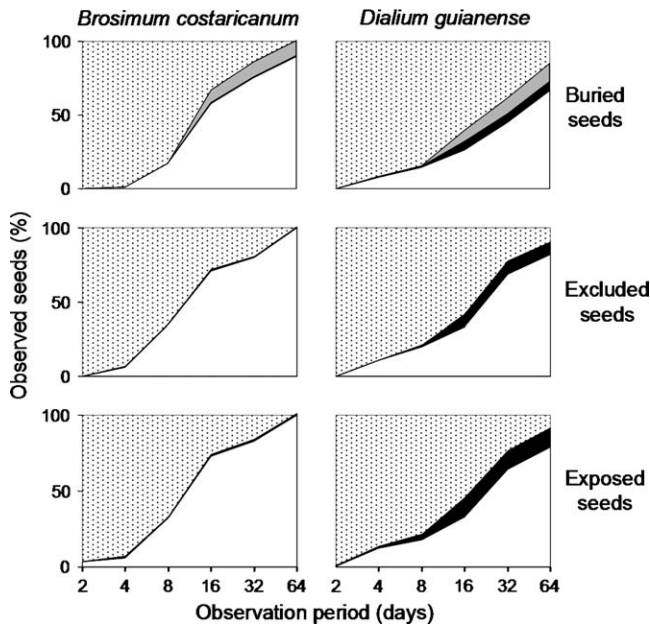 Brosimum costaricanum
Dialium guianense
100
50
0
Buried
seeds
Observed seeds (%)
100
50
0
Excluded
seeds
100
50
0
Exposed
seeds
2 4 8 16 32 64
2 4 8 16 32 64
Observation period (days)